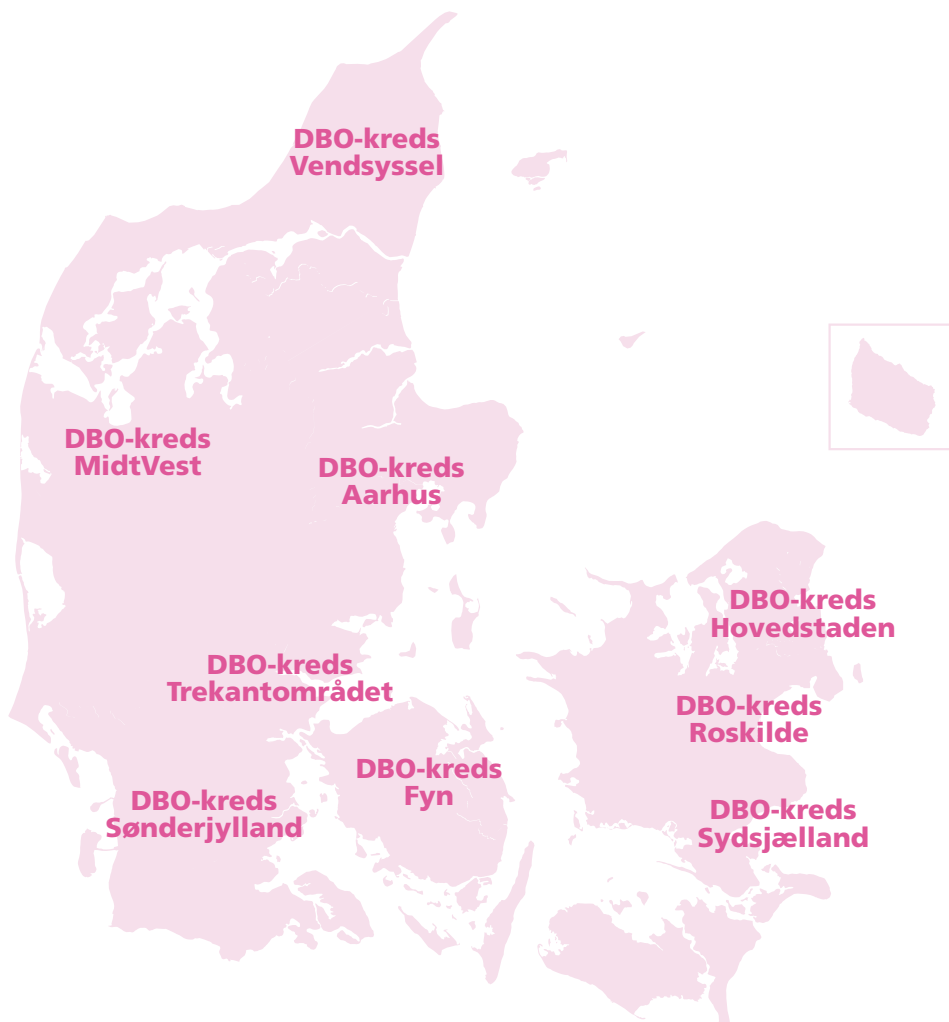 DBO-kreds
Vendsyssel
DBO-kreds
MidtVest
DBO-kreds
Aarhus
DBO-kreds
Hovedstaden
DBO-kreds
Trekantområdet
DBO-kreds
Roskilde
DBO-kreds
Fyn
DBO-kreds
Sønderjylland
DBO-kreds
Sydsjælland